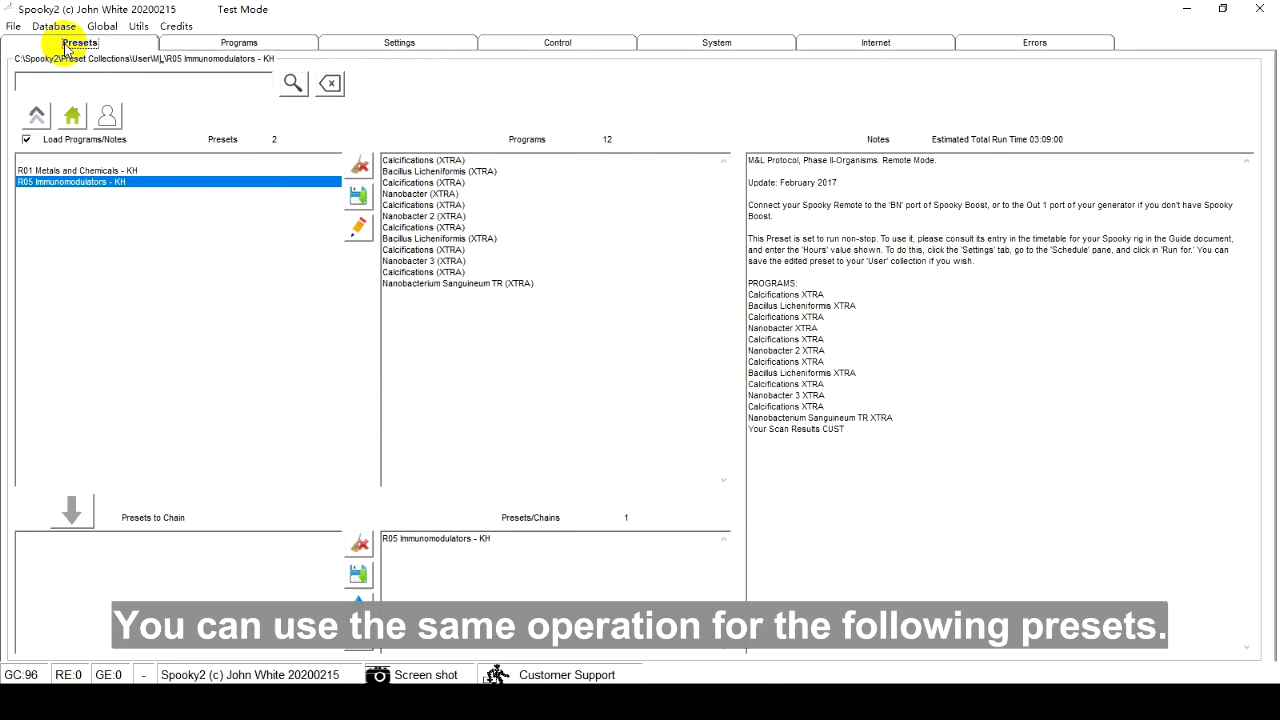 Spooky2 (c) John White 20200215 Test Mode
File Database Global Utils Credits
Presets Programs Settings Control System Internet Errors
C:\Spooky2\Preset Collections\User\ML\R05 Immunomodulators - KH
Load Programs/Notes Presets 2 Programs 12 Notes Estimated Total Run Time 03:09:00
..
R01 Metals and Chemicals - KH
R05 Immunomodulators - KH
Calcifications (XTRA)
Bacillus Licheniformis (XTRA)
Calcifications (XTRA)
Nanobacter (XTRA)
Calcifications (XTRA)
Nanobacter 2 (XTRA)
Calcifications (XTRA)
Bacillus Licheniformis (XTRA)
Calcifications (XTRA)
Nanobacter 3 (XTRA)
Calcifications (XTRA)
Nanobacterium Sanguineum TR (XTRA)
M&L Protocol, Phase II-Organisms. Remote Mode.
Update: February 2017.
Connect your Spooky Remote to the 'BN' port of Spooky Boost, or to the Out 1 port of your generator if you don't have Spooky
Boost.
This Preset is set to run non-stop. To use it, please consult its entry in the timetable for your Spooky rig in the Guide document,
and enter the 'Hours' value shown. To do this, click the 'Settings' tab, go to the 'Schedule' pane, and click in 'Run for.' You can
save the edited preset to your 'User' collection if you wish.
PROGRAMS:
Calcifications XTRA
Bacillus Licheniformis XTRA
Calcifications XTRA
Nanobacter XTRA
Calcifications XTRA
Nanobacter 2 XTRA
Calcifications XTRA
Bacillus Licheniformis XTRA
Calcifications XTRA
Nanobacter 3 XTRA
Calcifications XTRA
Nanobacterium Sanguineum TR XTRA
Your Scan Results CUST
Presets to Chain Presets/Chains 1
R05 Immunomodulators - KH
You can use the same operation for the following presets.
GC:96 RE:0 GE:0 - Spooky2 (c) John White 20200215 Screen shot Customer Support